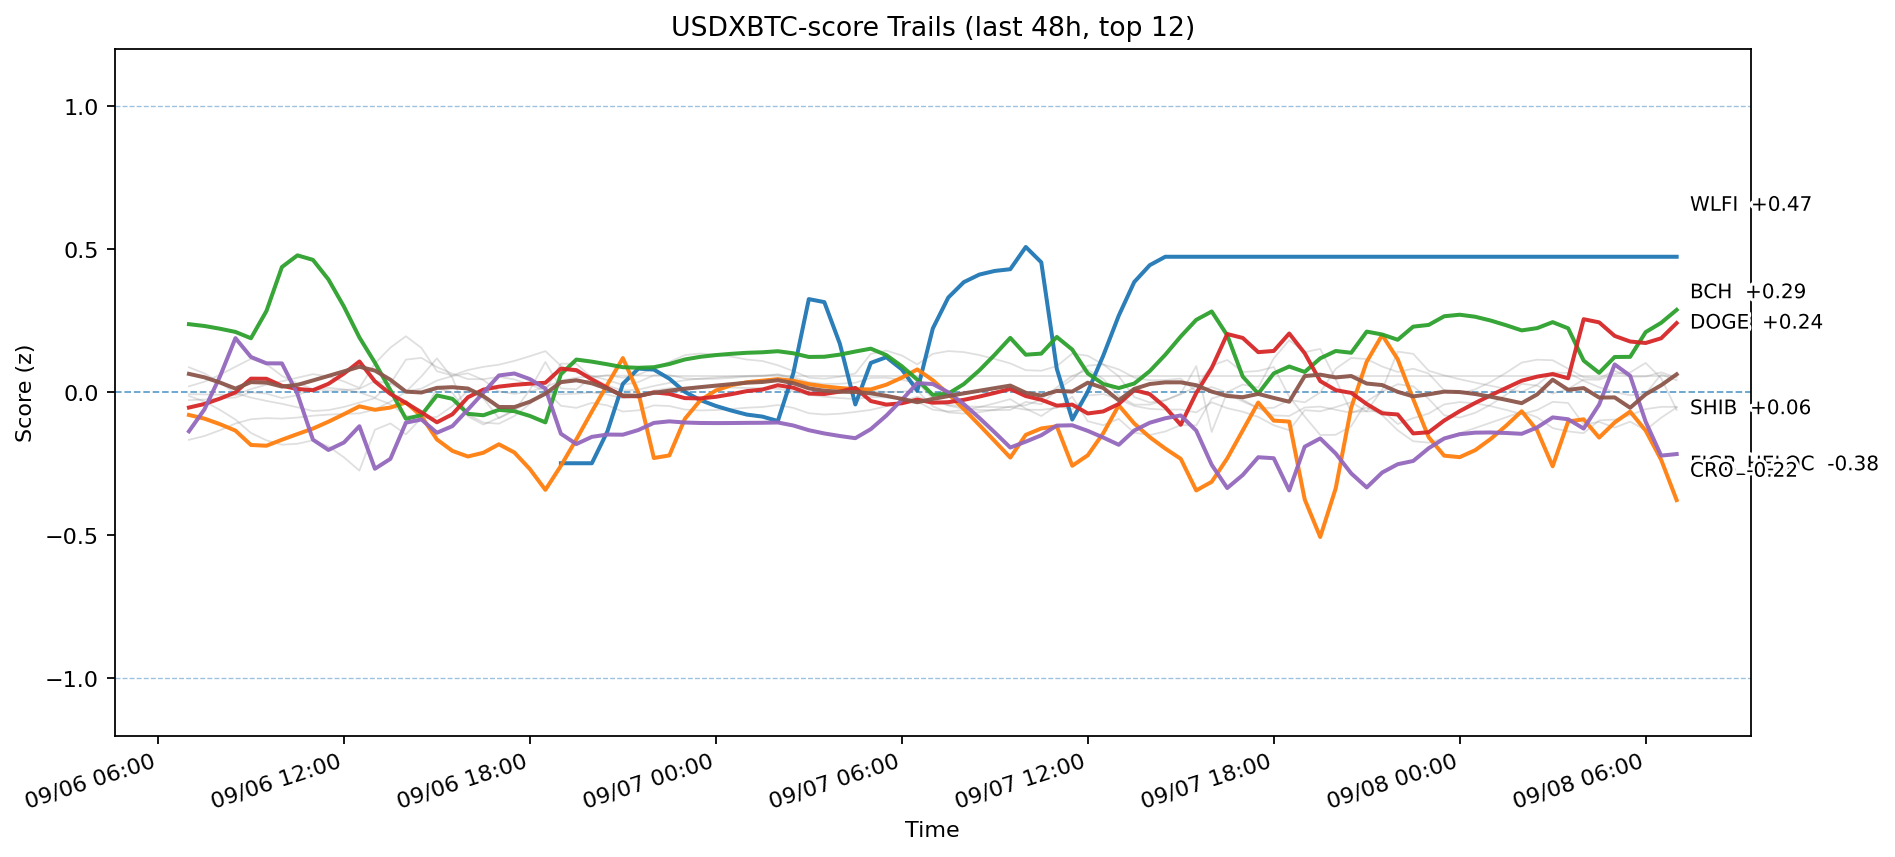 USDXBTC-score Trails (last 48h, top 12)
1.0
0.5
0.0
−0.5
−1.0
Score (z)
WLFI +0.47
BCH +0.29
DOGE +0.24
SHIB +0.06
-0.38
CRO -0.22
09/06 06:00
09/06 12:00
09/06 18:00
09/07 00:00
09/07 06:00
09/07 12:00
09/07 18:00
09/08 00:00
09/08 06:00
Time